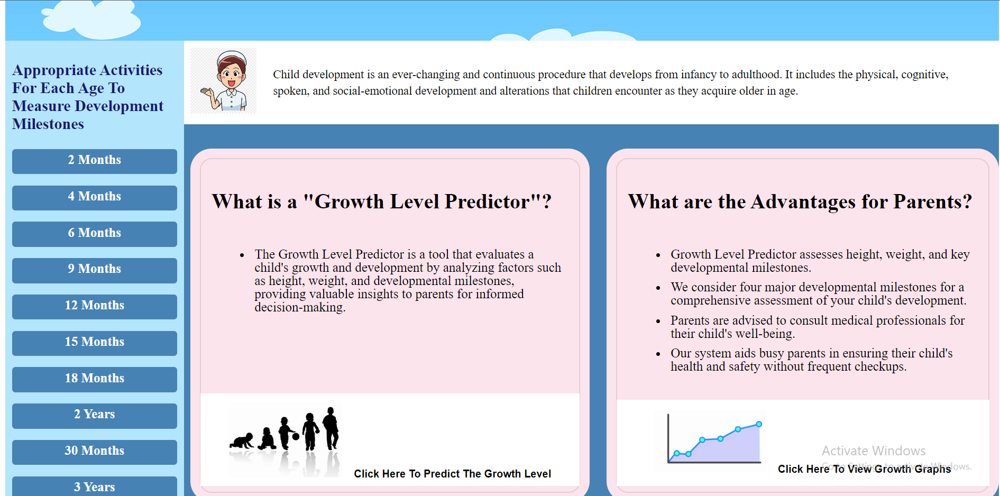 Appropriate Activities
For Each Age To
Measure Development
Milestones
2 Months
4 Months
6 Months
9 Months
12 Months
15 Months
18 Months
2 Years
30 Months
3 Years
Child development is an ever-changing and continuous procedure that develops from infancy to adulthood. It includes the physical, cognitive,
spoken, and social-emotional development and alterations that children encounter as they acquire older in age.
What is a "Growth Level Predictor"?
The Growth Level Predictor is a tool that evaluates a
child's growth and development by analyzing factors such
as height, weight, and developmental milestones,
providing valuable insights to parents for informed
decision-making.
Click Here To Predict The Growth Level
What are the Advantages for Parents?
Growth Level Predictor assesses height, weight, and key
developmental milestones.
We consider four major developmental milestones for a
comprehensive assessment of your child's development.
Parents are advised to consult medical professionals for
their child's well-being.
Our system aids busy parents in ensuring their child's
health and safety without frequent checkups.
Click Here To View Growth Graphs
Activate Windows
Go to Settings to activate Windows.